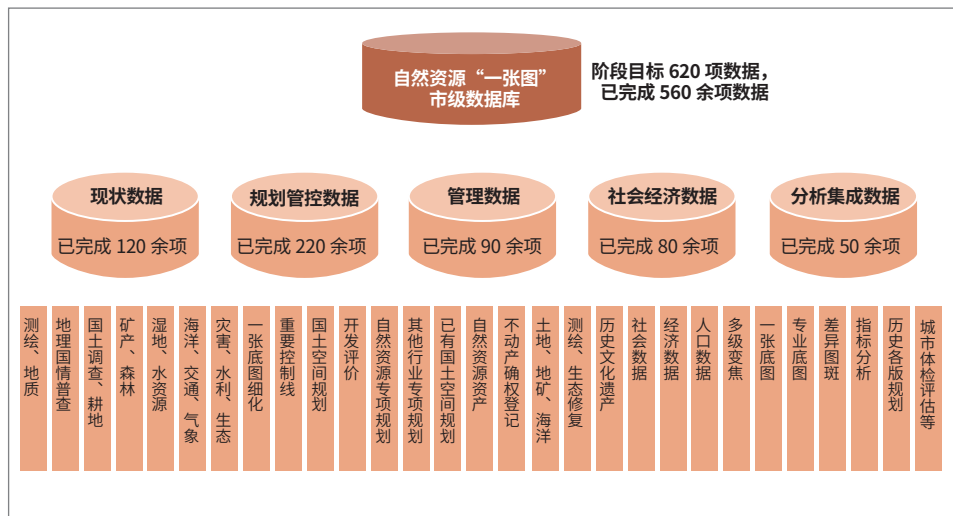 自然资源“一张图”
市级数据库
阶段目标 620 项数据,
已完成 560 余项数据
现状数据
已完成 120 余项
规划管控数据
已完成 220 余项
管理数据
已完成 90 余项
社会经济数据
已完成 80 余项
分析集成数据
已完成 50 余项
测绘、地质
地理国情普查
国土调查、耕地
矿产、森林
湿地、水资源
海洋、交通、气象
灾害、水利、生态
一张底图细化
重要控制线
国土空间规划
开发评价
自然资源专项规划
其他行业专项规划
已有国土空间规划
自然资源资产
不动产确权登记
土地、地矿、海洋
测绘、生态修复
历史文化遗产
社会数据
经济数据
人口数据
多级变焦
一张底图
专业底图
差异图斑
指标分析
历史各版规划
城市体检评估等